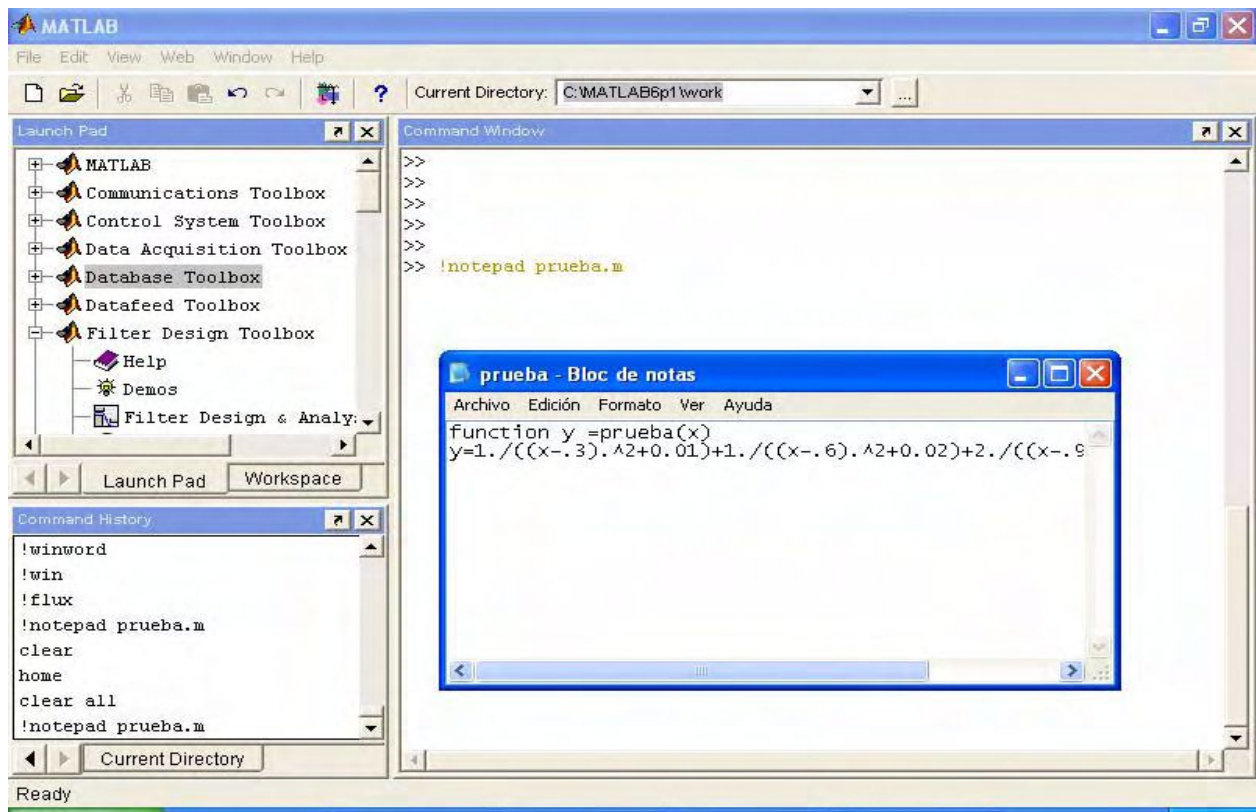 MATLAB
File Edit View Web Window Help
? Current Directory: C:\MATLAB6p1\work ...
Launch Pad
MATLAB
Communications Toolbox
Control System Toolbox
Data Acquisition Toolbox
Database Toolbox
Datafeed Toolbox
Filter Design Toolbox
Help
Demos
Filter Design & Analy
Launch Pad Workspace
Command History
!winword
!win
!flux
!notepad prueba.m
clear
home
clear all
!notepad prueba.m
Current Directory
Command Window
>>
>>
>>
>>
>>
>> !notepad prueba.m
prueba - Bloc de notas
Archivo Edición Formato Ver Ayuda
function y =prueba(x)
y=1./((x-.3).^2+0.01)+1./((x-.6).^2+0.02)+2./((x-.9
Ready